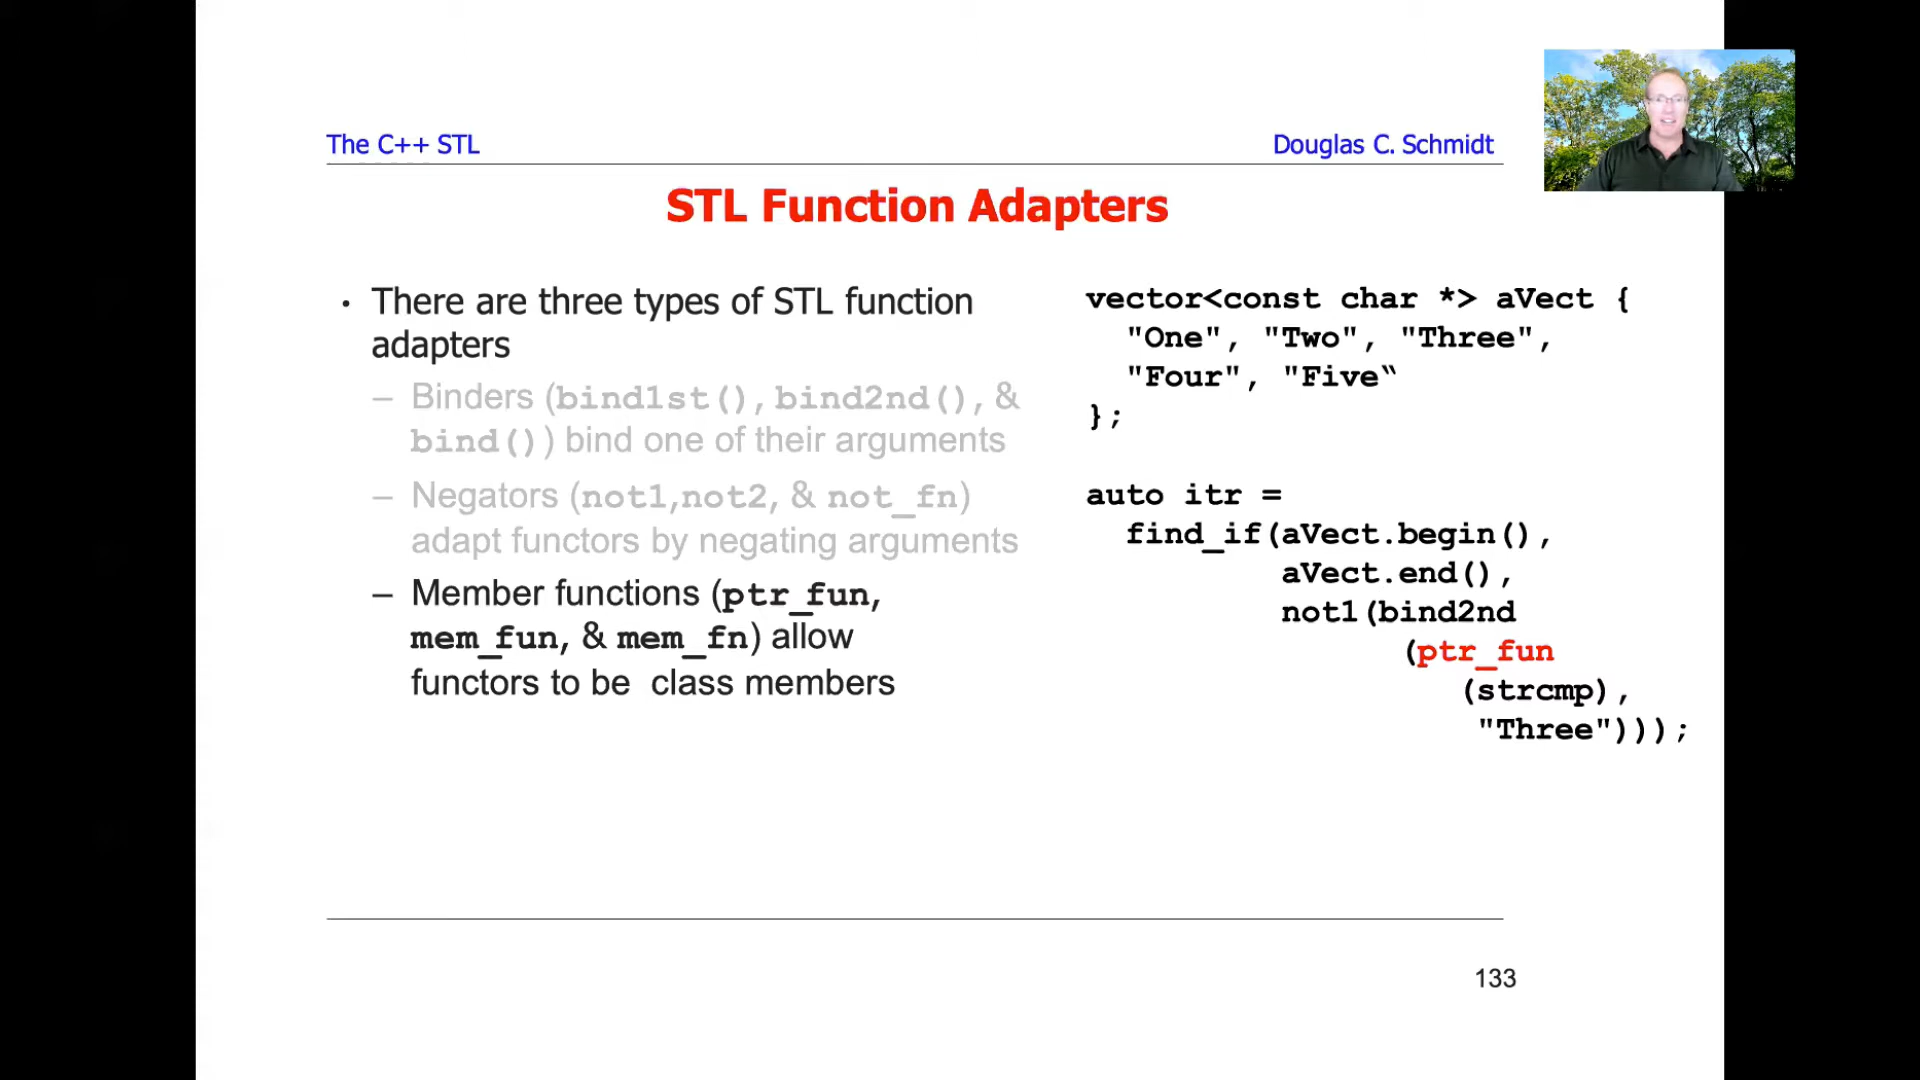 The C++ STL
Douglas C. Schmidt
STL Function Adapters
• There are three types of STL function
adapters
– Binders (bind1st(), bind2nd(), &
bind()) bind one of their arguments
– Negators (not1,not2, & not_fn)
adapt functors by negating arguments
– Member functions (ptr_fun,
mem_fun, & mem_fn) allow
functors to be class members
vector<const char *> aVect {
"One", "Two", "Three",
"Four", "Five“
};
auto itr =
find_if(aVect.begin(),
aVect.end(),
not1(bind2nd
(ptr_fun
(strcmp),
"Three")));
133